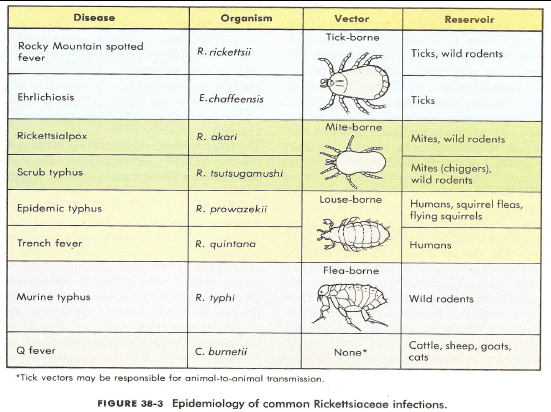 Disease Organism Vector Reservoir
Rocky Mountain spotted
fever
R. rickettsii
Tick-borne
Ticks, wild rodents
Ehrlichiosis
E. chaffeensis
Ticks
Rickettsialpox
R. akari
Mite-borne
Mites, wild rodents
Scrub typhus
R. tsutsugamushi
Mites (chiggers),
wild rodents
Epidemic typhus
R. prowazekii
Louse-borne
Humans, squirrel fleas,
flying squirrels
Trench fever
R. quintana
Humans
Murine typhus
R. typhi
Flea-borne
Wild rodents
Q fever
C. burnetii
None*
Cattle, sheep, goats,
cats
*Tick vectors may be responsible for animal-to-animal transmission.
FIGURE 38-3 Epidemiology of common Rickettsiaceae infections.